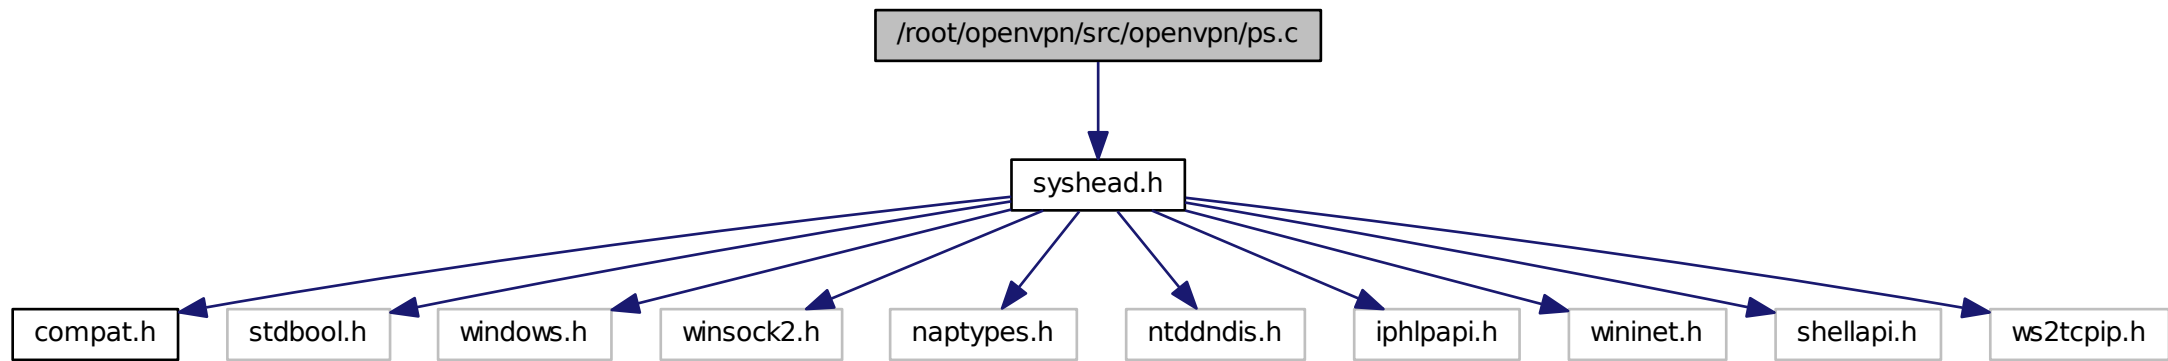 /root/openvpn/src/openvpn/ps.c
syshead.h
compat.h
stdbool.h
windows.h
winsock2.h
naptypes.h
ntddndis.h
iphlpapi.h
wininet.h
shellapi.h
ws2tcpip.h